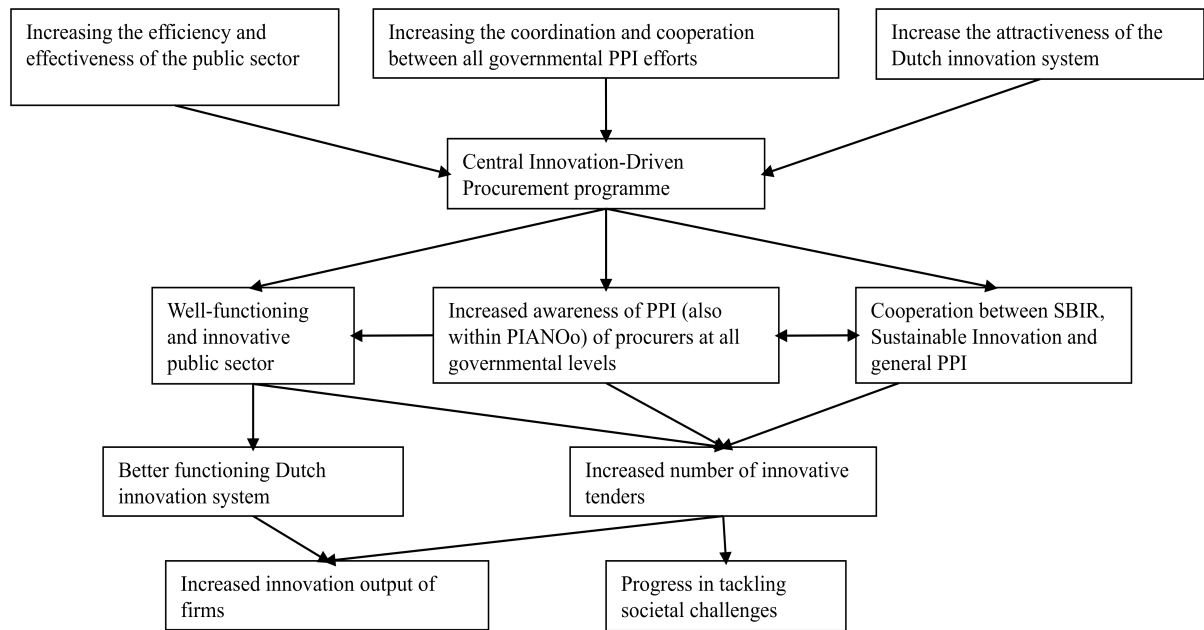 Increasing the efficiency and
effectiveness of the public sector
Increasing the coordination and cooperation
between all governmental PPI efforts
Increase the attractiveness of the
Dutch innovation system
Central Innovation-Driven
Procurement programme
Well-functioning
and innovative
public sector
Increased awareness of PPI (also
within PIANOo) of procurers at all
governmental levels
Cooperation between SBIR,
Sustainable Innovation and
general PPI
Better functioning Dutch
innovation system
Increased number of innovative
tenders
Increased innovation output of
firms
Progress in tackling
societal challenges